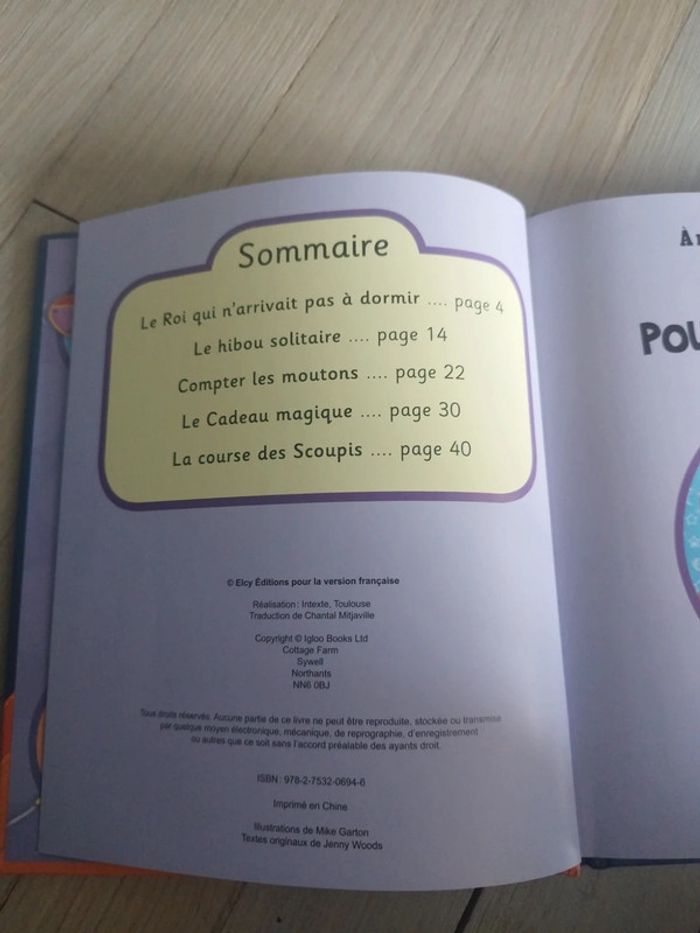 Sommaire
Le Roi qui n'arrivait pas à dormir .... page 4
Le hibou solitaire .... page 14
Compter les moutons .... page 22
Le Cadeau magique .... page 30
La course des Scoupis .... page 40
© Elcy Éditions pour la version française
Réalisation : Intexte, Toulouse
Traduction de Chantal Mitjaville
Copyright © Igloo Books Ltd
Cottage Farm
Sywell
Northants
NN6 0BJ
Tous droits réservés. Aucune partie de ce livre ne peut être reproduite, stockée ou transmise
par quelque moyen électronique, mécanique, de reprographie, d'enregistrement
ou autres que ce soit sans l'accord préalable des ayants droit.
ISBN : 978-2-7532-0694-6
Imprimé en Chine
Illustrations de Mike Garton
Textes originaux de Jenny Woods
À